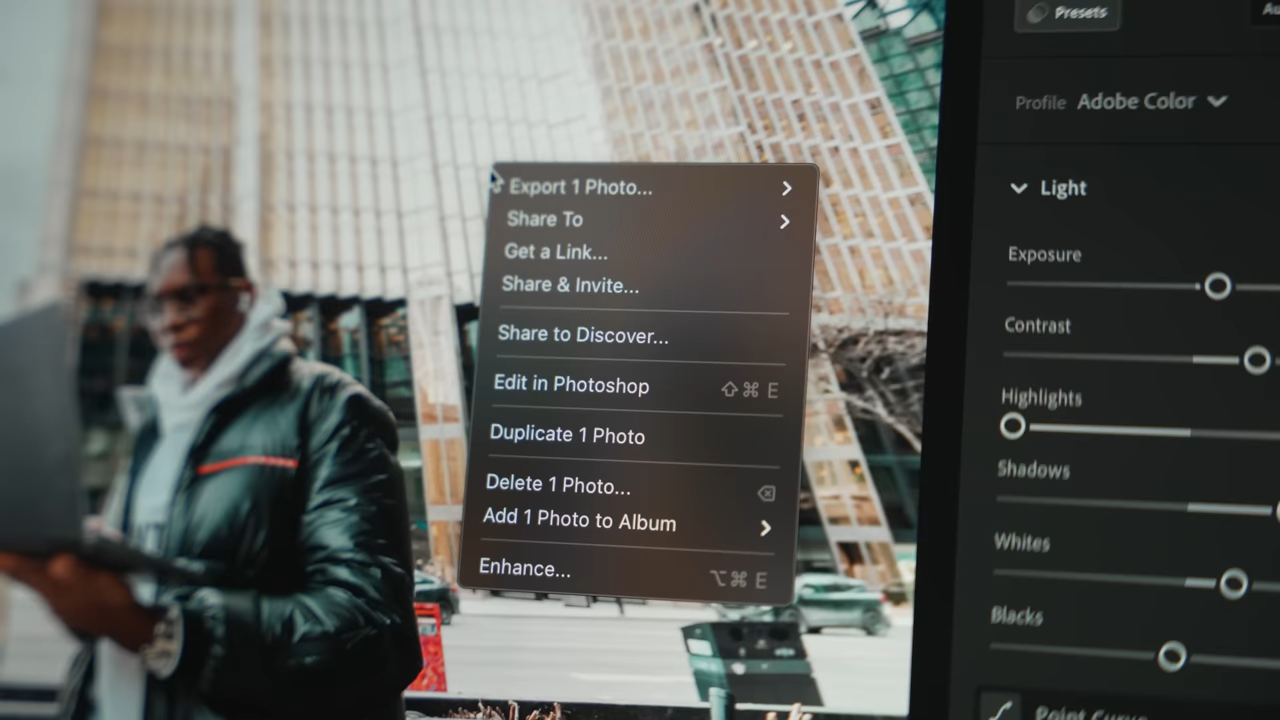 Presets
Profile Adobe Color
Light
Exposure
Contrast
Highlights
Shadows
Whites
Blacks
Point Curve
Export 1 Photo...
Share To
Get a Link...
Share & Invite...
Share to Discover...
Edit in Photoshop ⇧⌘E
Duplicate 1 Photo
Delete 1 Photo...
Add 1 Photo to Album
Enhance... ⌥⌘E